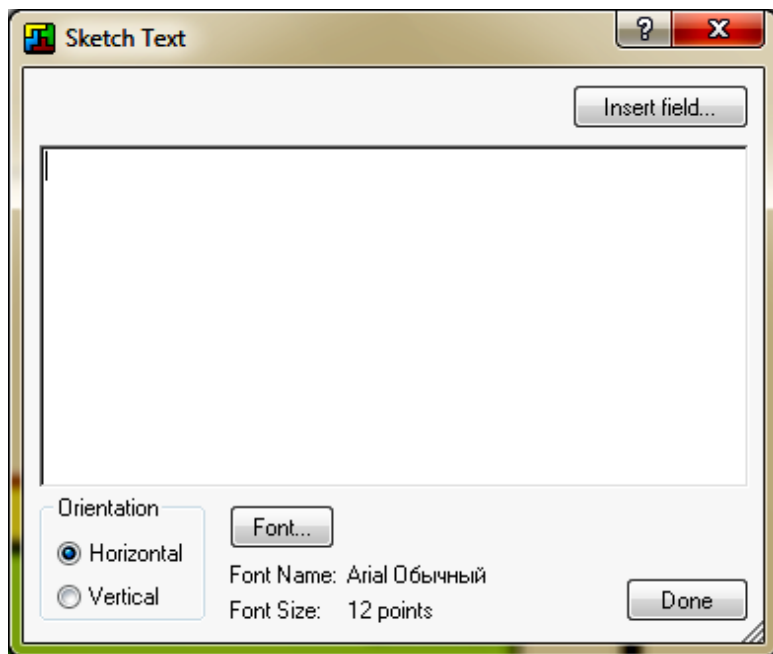 Sketch Text
Insert field...
Orientation
Horizontal
Vertical
Font...
Font Name: Arial Обычный
Font Size: 12 points
Done